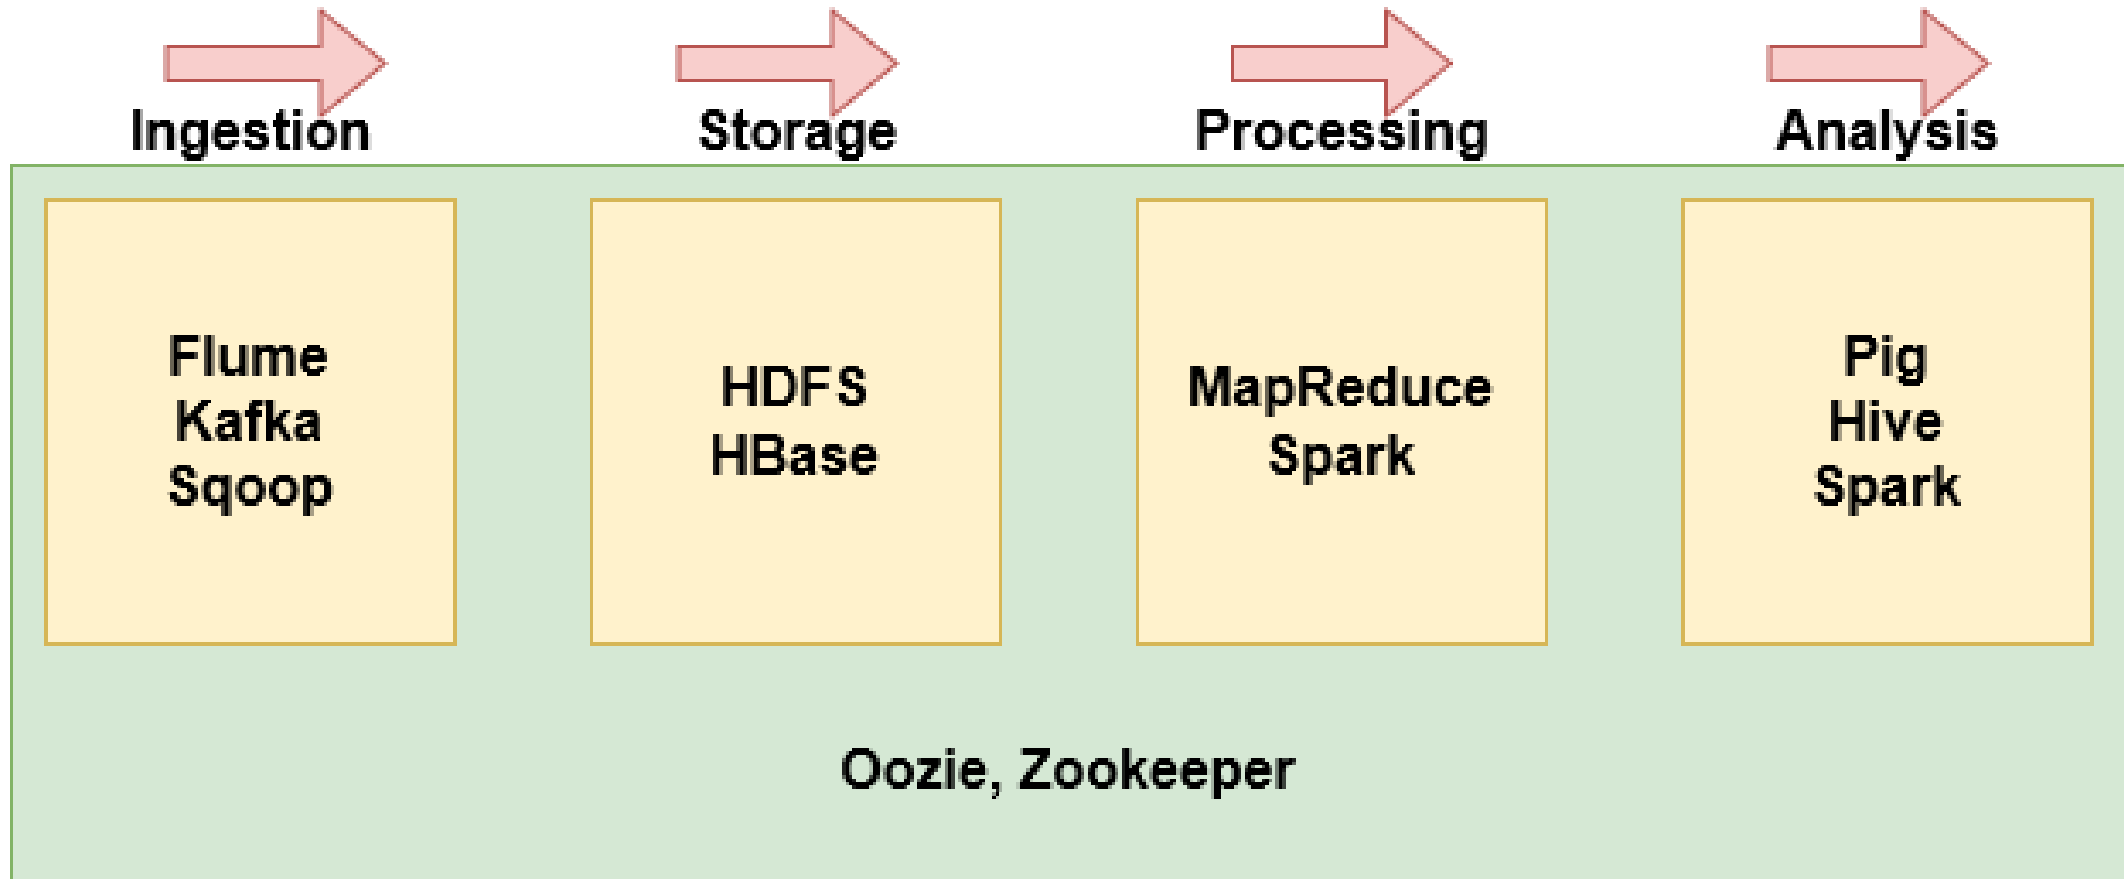 Ingestion
Storage
Processing
Analysis
Flume
Kafka
Sqoop
HDFS
HBase
MapReduce
Spark
Pig
Hive
Spark
Oozie, Zookeeper